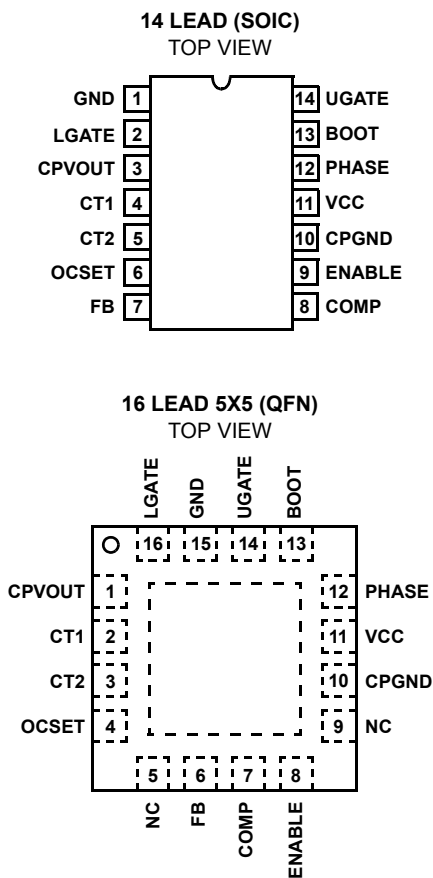 14 LEAD (SOIC)
TOP VIEW
GND 1 14 UGATE
LGATE 2 13 BOOT
CPVOUT 3 12 PHASE
CT1 4 11 VCC
CT2 5 10 CPGND
OCSET 6 9 ENABLE
FB 7 8 COMP
16 LEAD 5X5 (QFN)
TOP VIEW
LGATE GND UGATE BOOT
16 15 14 13
CPVOUT 1 12 PHASE
CT1 2 11 VCC
CT2 3 10 CPGND
OCSET 4 9 NC
5 6 7 8
NC FB COMP ENABLE